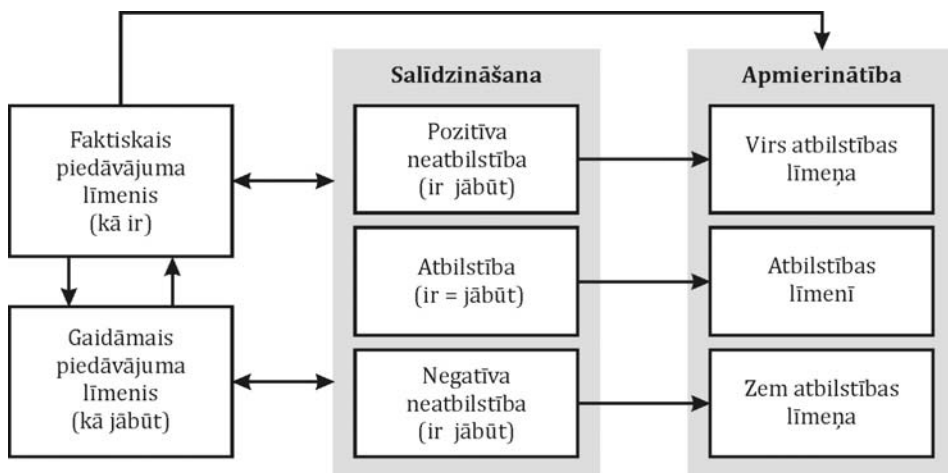 Salīdzināšana
Apmierinātība
Faktiskais
piedāvājuma
līmenis
(kā ir)
Gaidāmais
piedāvājuma
līmenis
(kā jābūt)
Pozitīva
neatbilstība
(ir jābūt)
Atbilstība
(ir = jābūt)
Negatīva
neatbilstība
(ir jābūt)
Virs atbilstības
līmeņa
Atbilstības
līmenī
Zem atbilstības
līmeņa